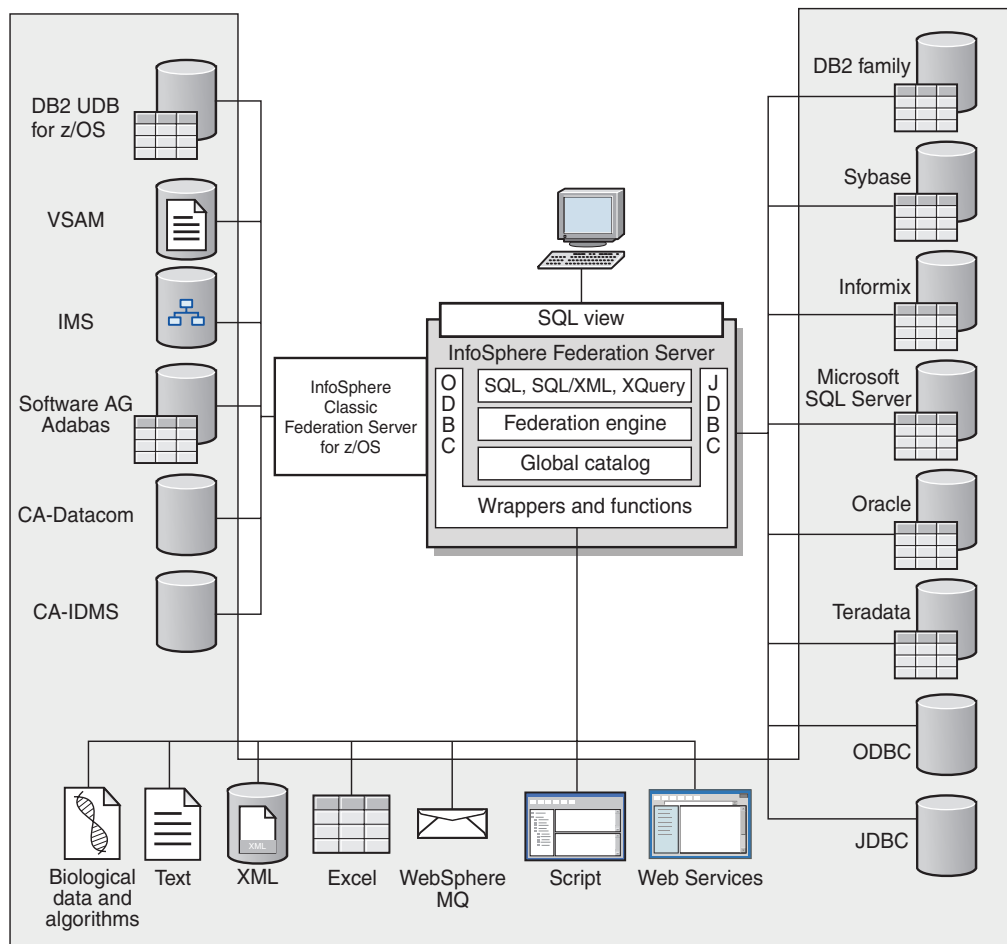 DB2 UDB
for z/OS
VSAM
IMS
Software AG
Adabas
CA-Datacom
CA-IDMS
InfoSphere
Classic
Federation Server
for z/OS
SQL view
InfoSphere Federation Server
O
D
B
C
SQL, SQL/XML, XQuery
Federation engine
Global catalog
J
D
B
C
Wrappers and functions
DB2 family
Sybase
Informix
Microsoft
SQL Server
Oracle
Teradata
ODBC
JDBC
Biological
data and
algorithms
Text
XML
XML
Excel
WebSphere
MQ
Script
Web Services